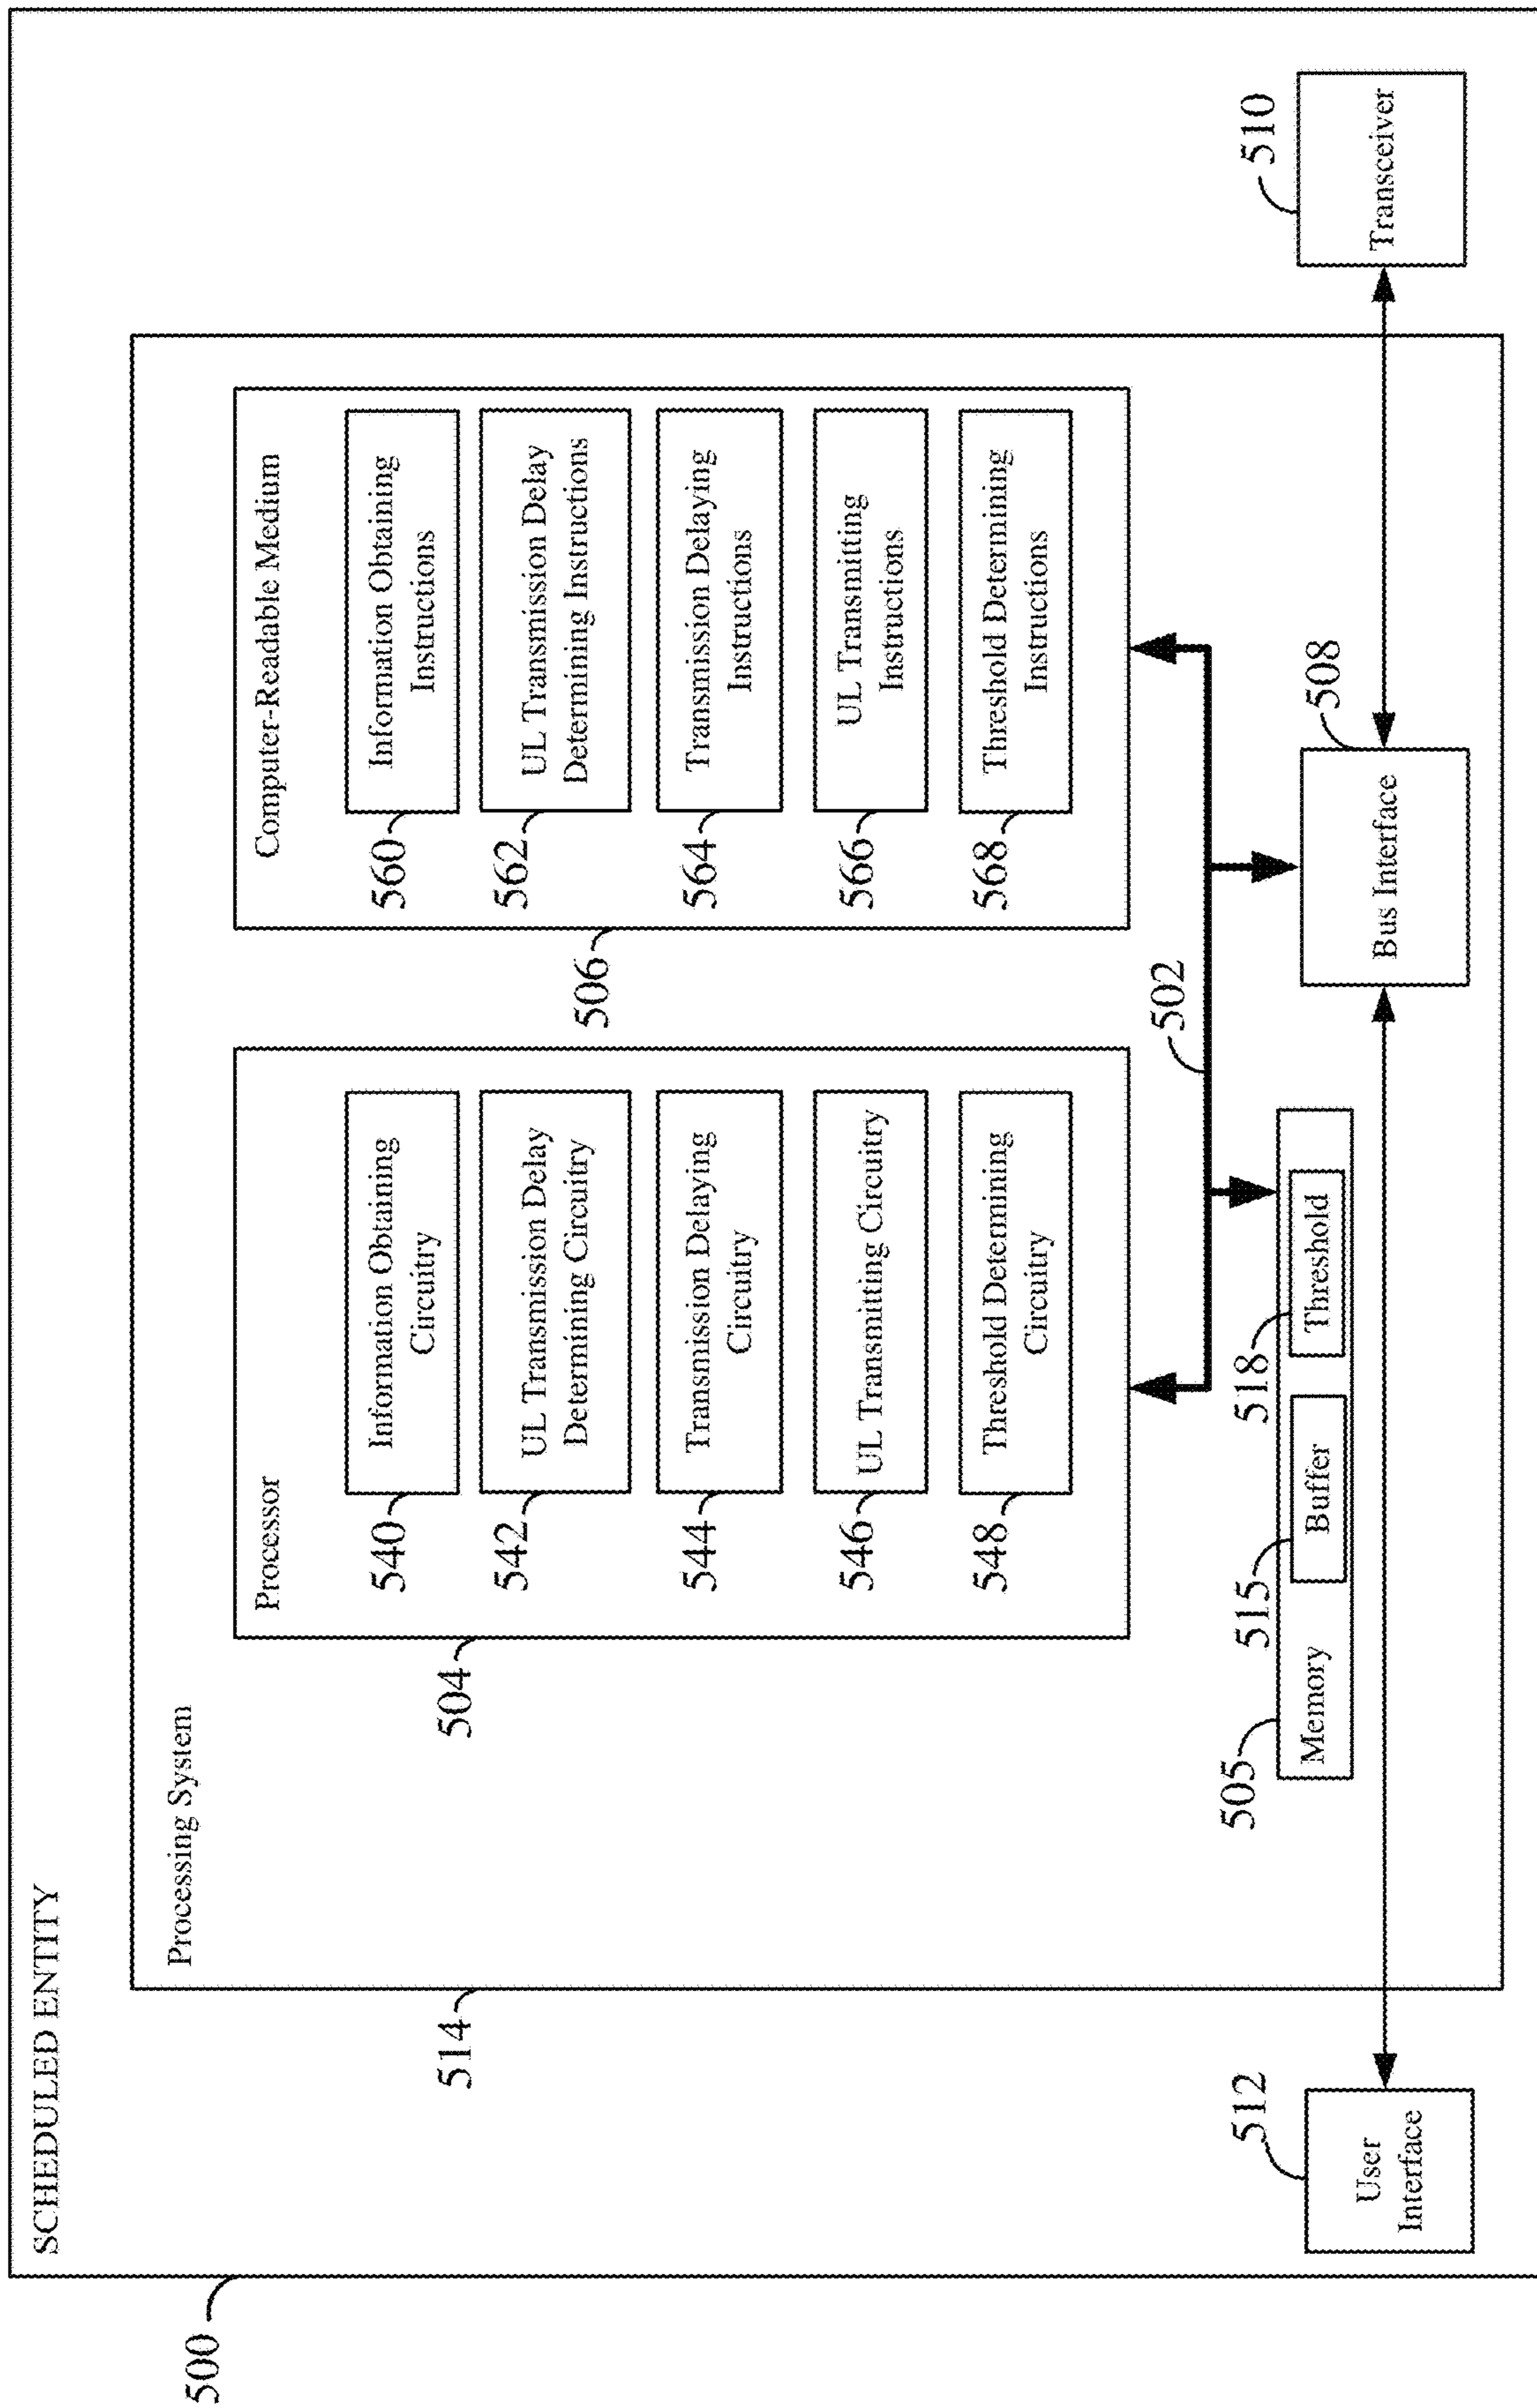 SCHEDULED ENTITY
500
Processing System
514
Processor
504
540
Information Obtaining
Circuitry
542
UL Transmission Delay
Determining Circuitry
544
Transmission Delaying
Circuitry
546
UL Transmitting Circuitry
548
Threshold Determining
Circuitry
Computer-Readable Medium
506
560
Information Obtaining
Instructions
562
UL Transmission Delay
Determining Instructions
564
Transmission Delaying
Instructions
566
UL Transmitting
Instructions
568
Threshold Determining
Instructions
502
505
Memory
515
Buffer
518
Threshold
508
Bus Interface
512
User
Interface
510
Transceiver